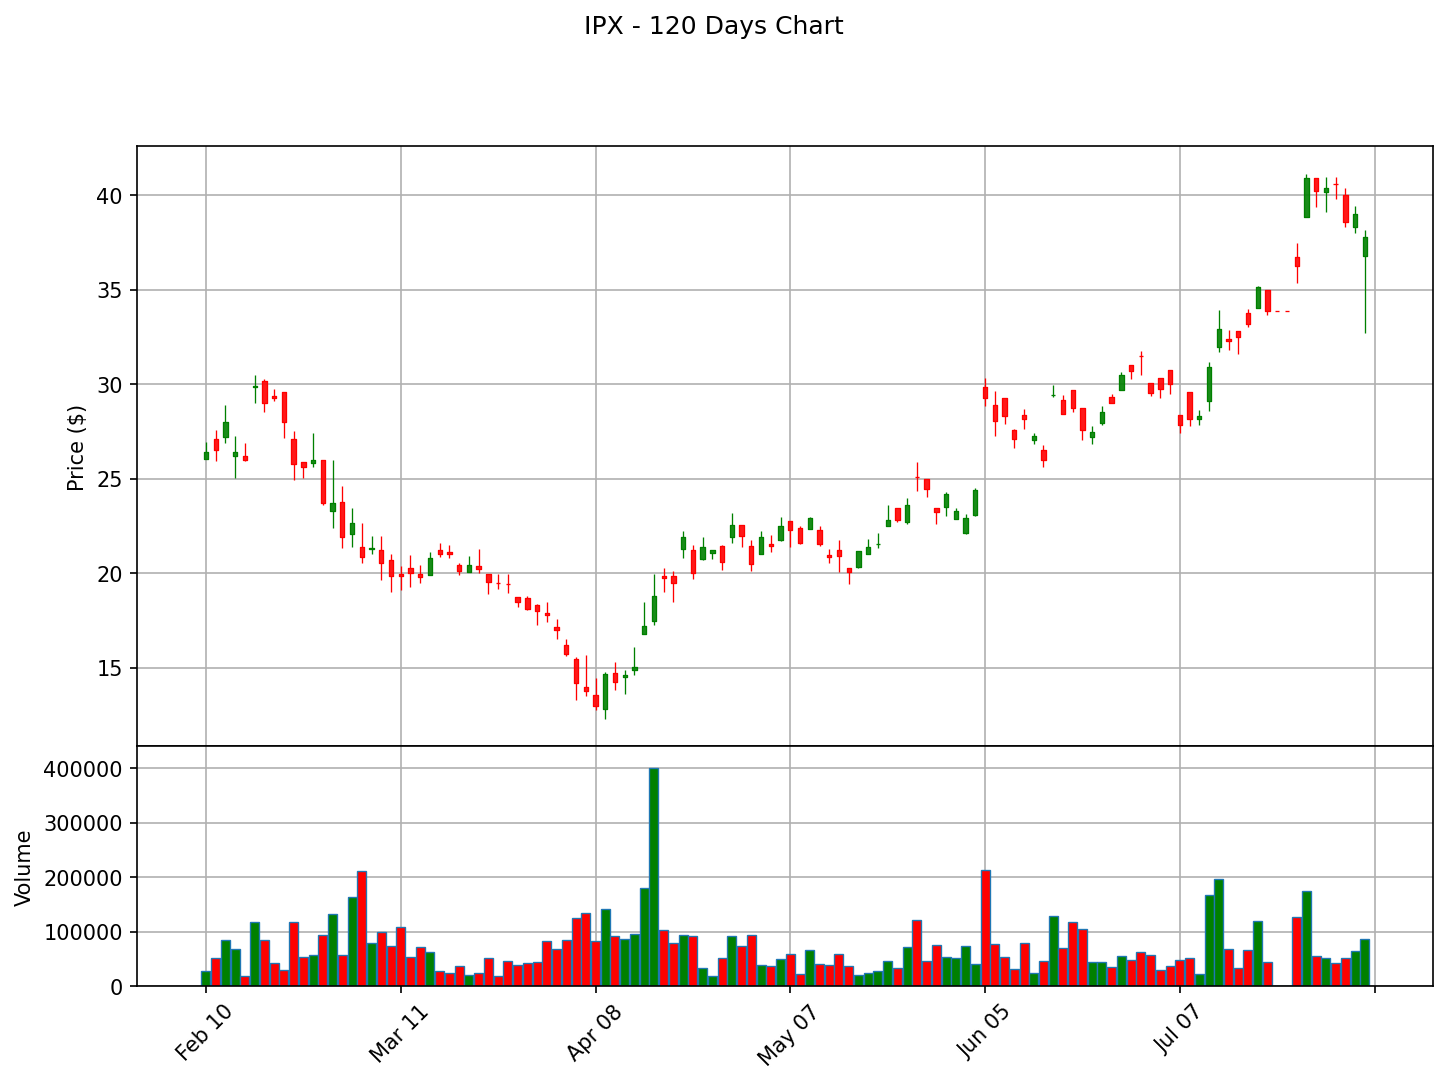 IPX - 120 Days Chart
Price ($)
40
35
30
25
20
15
Volume
400000
300000
200000
100000
0
Feb 10
Mar 11
Apr 08
May 07
Jun 05
Jul 07